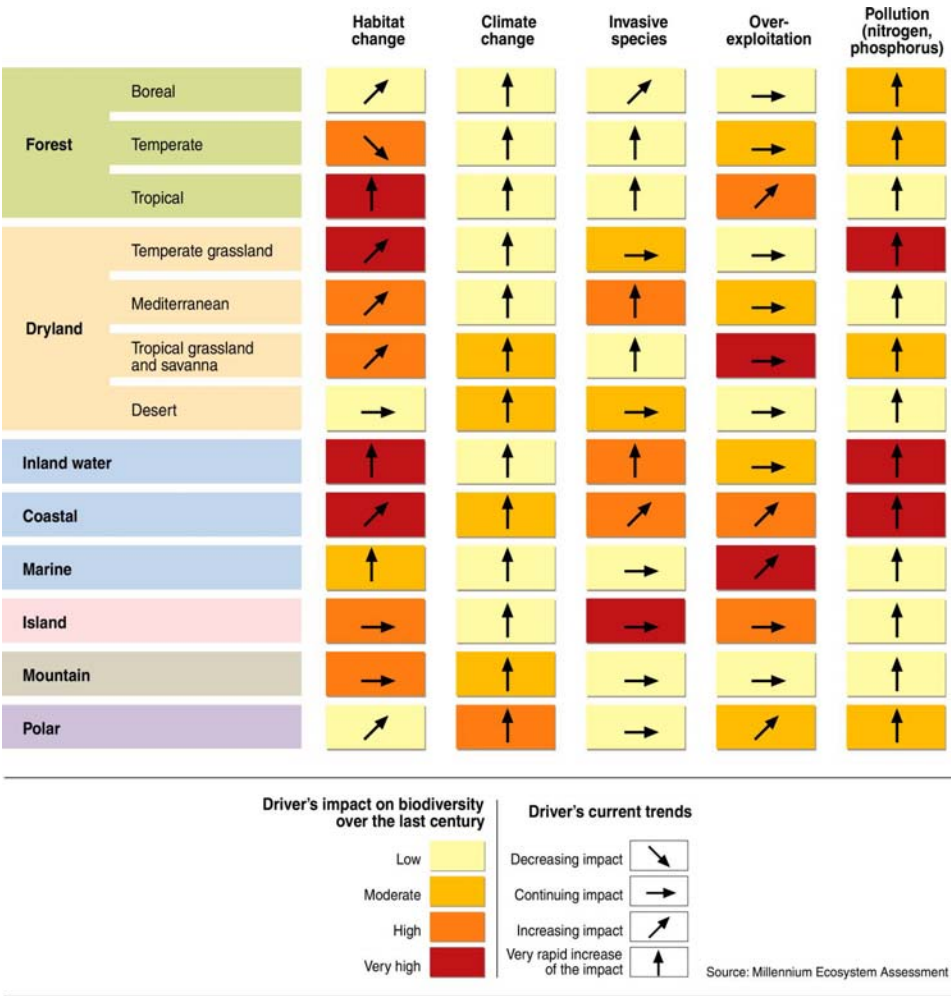 Habitat
change
Climate
change
Invasive
species
Over-
exploitation
Pollution
(nitrogen,
phosphorus)
Forest
Boreal
Temperate
Tropical
Dryland
Temperate grassland
Mediterranean
Tropical grassland
and savanna
Desert
Inland water
Coastal
Marine
Island
Mountain
Polar
Driver's impact on biodiversity
over the last century
Low
Moderate
High
Very high
Driver's current trends
Decreasing impact
Continuing impact
Increasing impact
Very rapid increase
of the impact
Source: Millennium Ecosystem Assessment